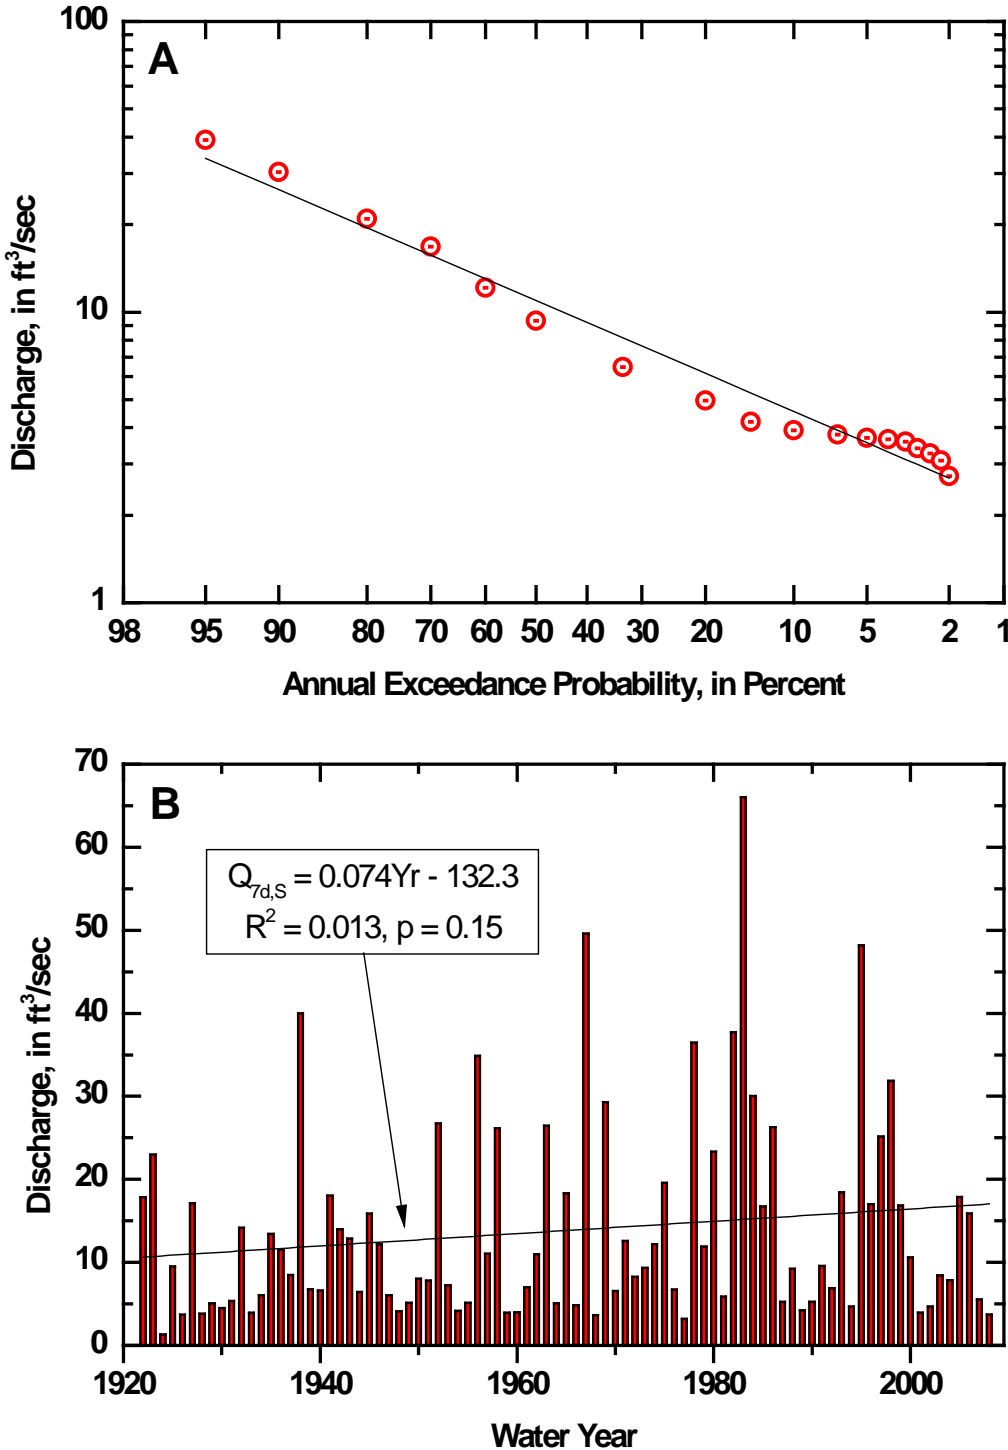 A
100
10
1
Discharge, in ft³/sec
98 95 90 80 70 60 50 40 30 20 10 5 2 1
Annual Exceedance Probability, in Percent
B
70
60
50
40
30
20
10
0
Discharge, in ft³/sec
Q7d,S = 0.074Yr - 132.3
R² = 0.013, p = 0.15
1920 1940 1960 1980 2000
Water Year